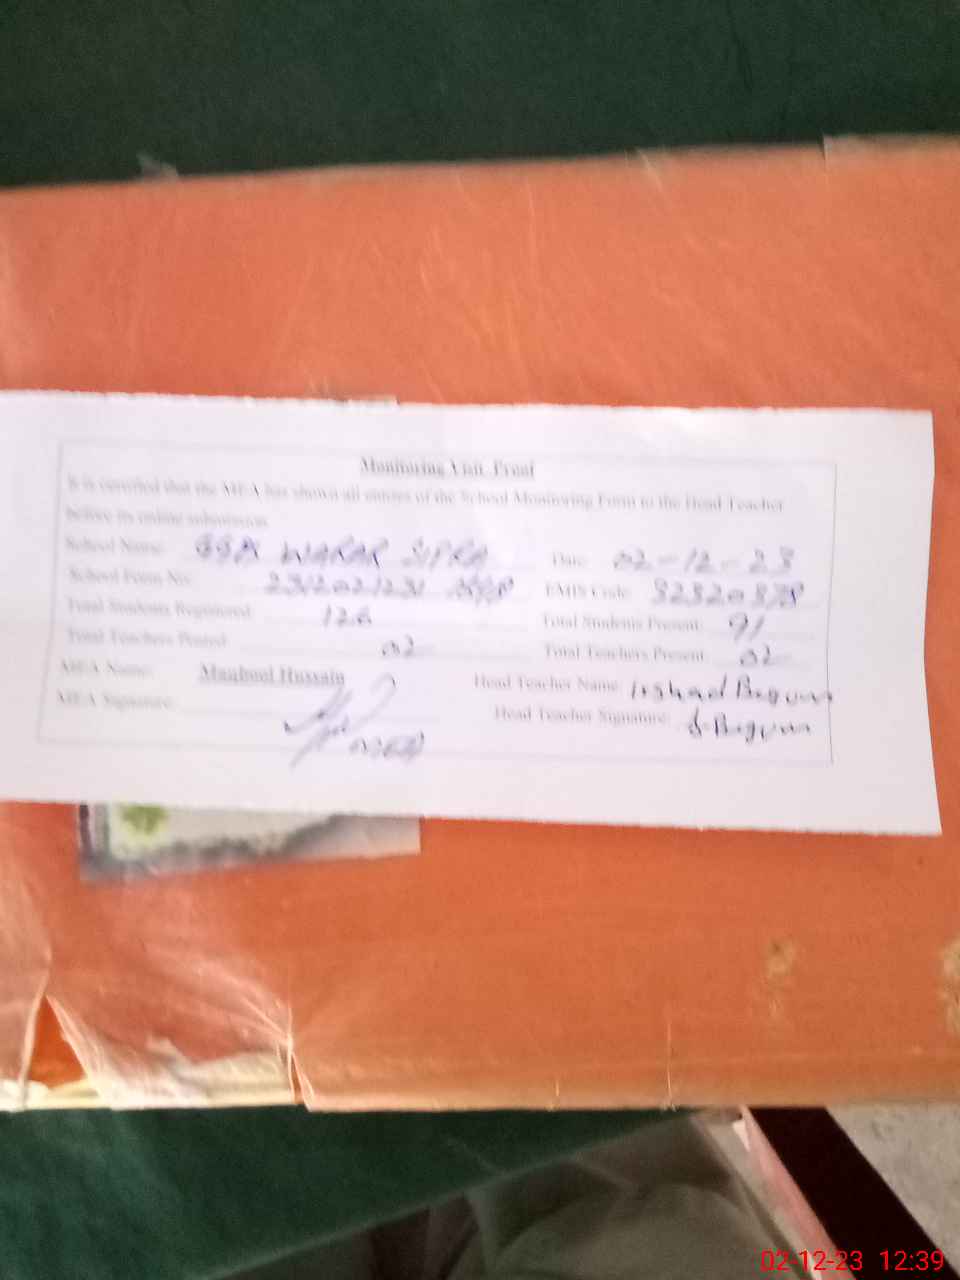 Monitoring Visit Proof
It is certified that the MEA has shown all entries of the School Monitoring Form to the Head Teacher
before its online submission
School Name: WARAR SIPRA Date: 02-12-23
School Form No: EMIS Code: 32320378
Total Students Registered: 126 Total Students Present: 91
Total Teachers Posted: 02 Total Teachers Present: 02
MEA Name: Maqbool Hussain Head Teacher Name: Irshad Begum
MEA Signature: Head Teacher Signature: Begum
02-12-23 12:39